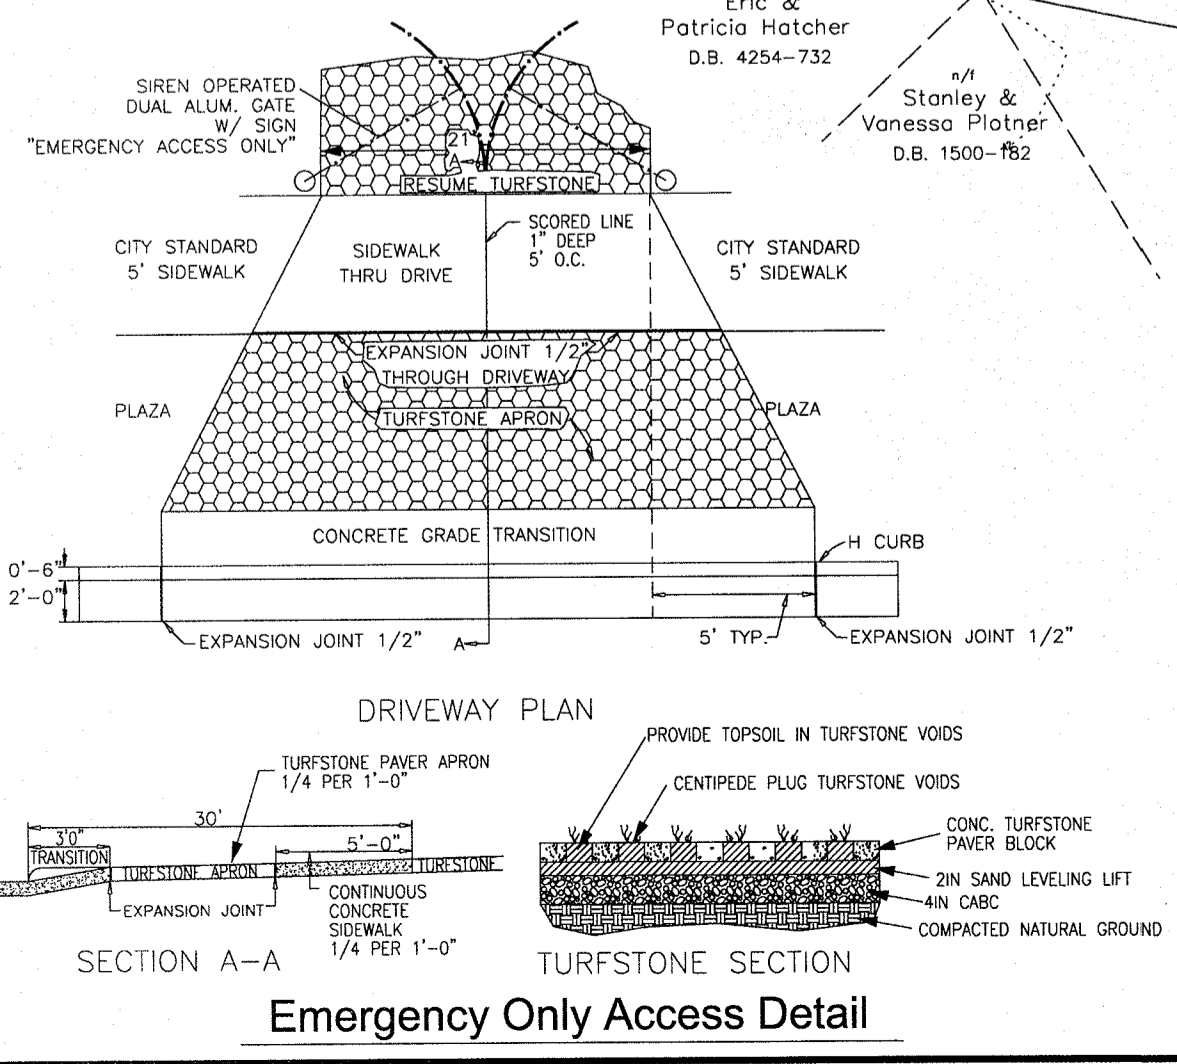 Eric &
Patricia Hatcher
D.B. 4254-732
n/f
Stanley &
Vanessa Plotner
D.B. 1500-182
SIREN OPERATED
DUAL ALUM. GATE
W/ SIGN
"EMERGENCY ACCESS ONLY"
21'
A
RESUME TURFSTONE
CITY STANDARD
5' SIDEWALK
SIDEWALK
THRU DRIVE
SCORED LINE
1" DEEP
5' O.C.
CITY STANDARD
5' SIDEWALK
EXPANSION JOINT 1/2"
THROUGH DRIVEWAY
PLAZA
TURFSTONE APRON
PLAZA
CONCRETE GRADE TRANSITION
H CURB
0'-6"
2'-0"
EXPANSION JOINT 1/2"
A
5' TYP.
EXPANSION JOINT 1/2"
DRIVEWAY PLAN
TURFSTONE PAVER APRON
1/4 PER 1'-0"
30'
3'0"
5'-0"
TRANSITION
TURFSTONE APRON
TURFSTONE
EXPANSION JOINT
CONTINUOUS
CONCRETE
SIDEWALK
1/4 PER 1'-0"
SECTION A-A
PROVIDE TOPSOIL IN TURFSTONE VOIDS
CENTIPEDE PLUG TURFSTONE VOIDS
CONC. TURFSTONE
PAVER BLOCK
2IN SAND LEVELING LIFT
4IN CABC
COMPACTED NATURAL GROUND
TURFSTONE SECTION
Emergency Only Access Detail